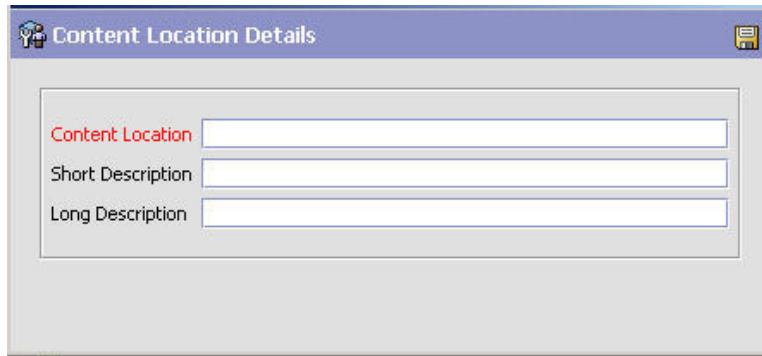 Content Location Details
Content Location
Short Description
Long Description